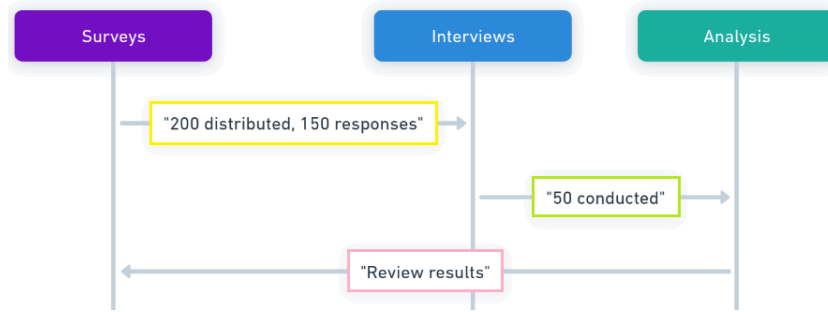 Surveys
Interviews
Analysis
"200 distributed, 150 responses"
"50 conducted"
"Review results"